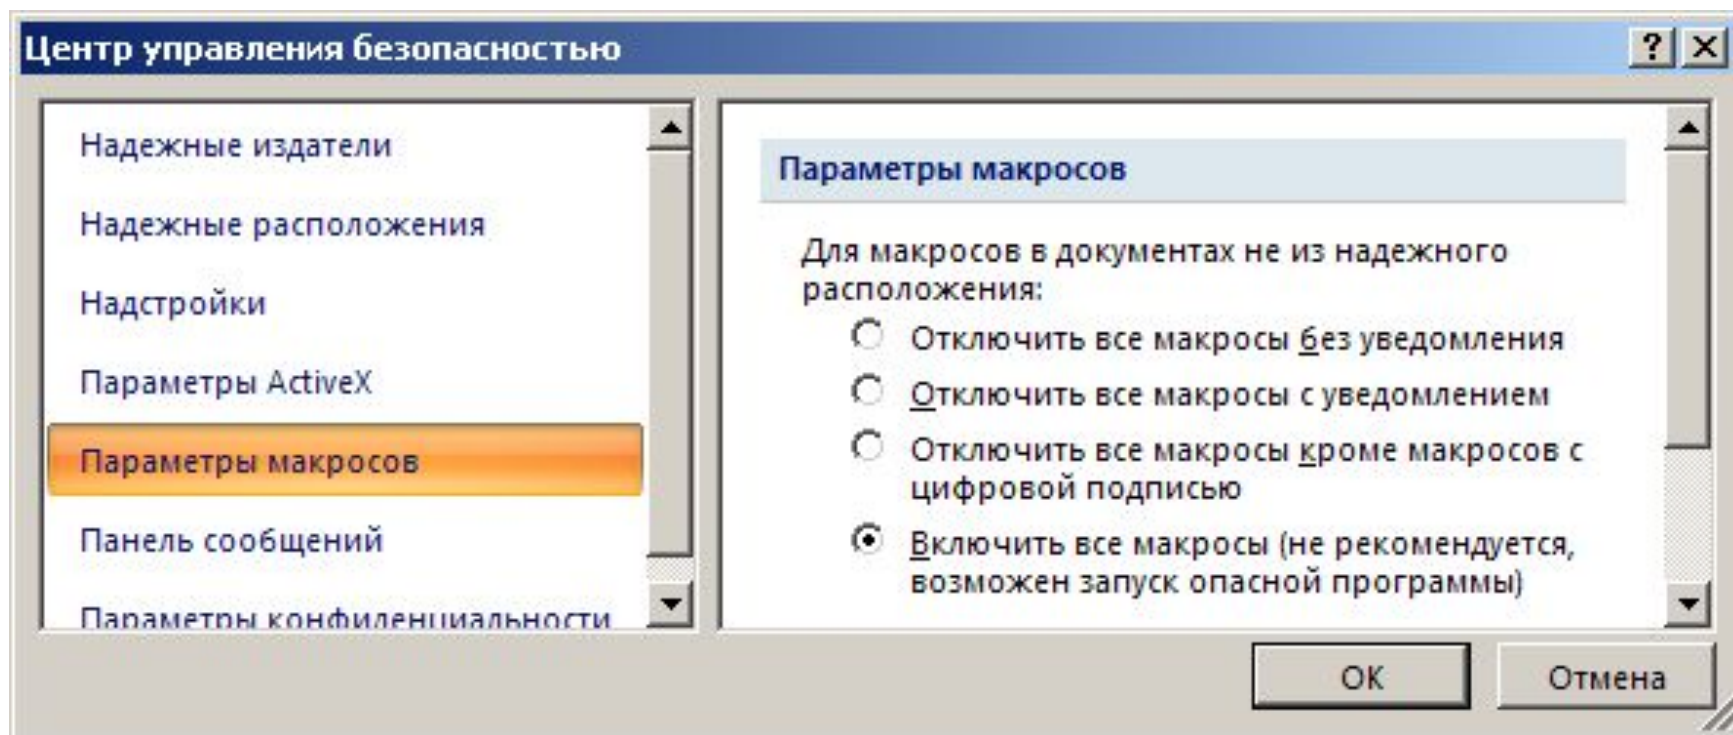 Центр управления безопасностью
Надежные издатели
Надежные расположения
Надстройки
Параметры ActiveX
Параметры макросов
Панель сообщений
Параметры конфиденциальности
Параметры макросов
Для макросов в документах не из надежного
расположения:
Отключить все макросы без уведомления
Отключить все макросы с уведомлением
Отключить все макросы кроме макросов с
цифровой подписью
Включить все макросы (не рекомендуется,
возможен запуск опасной программы)
ОК
Отмена